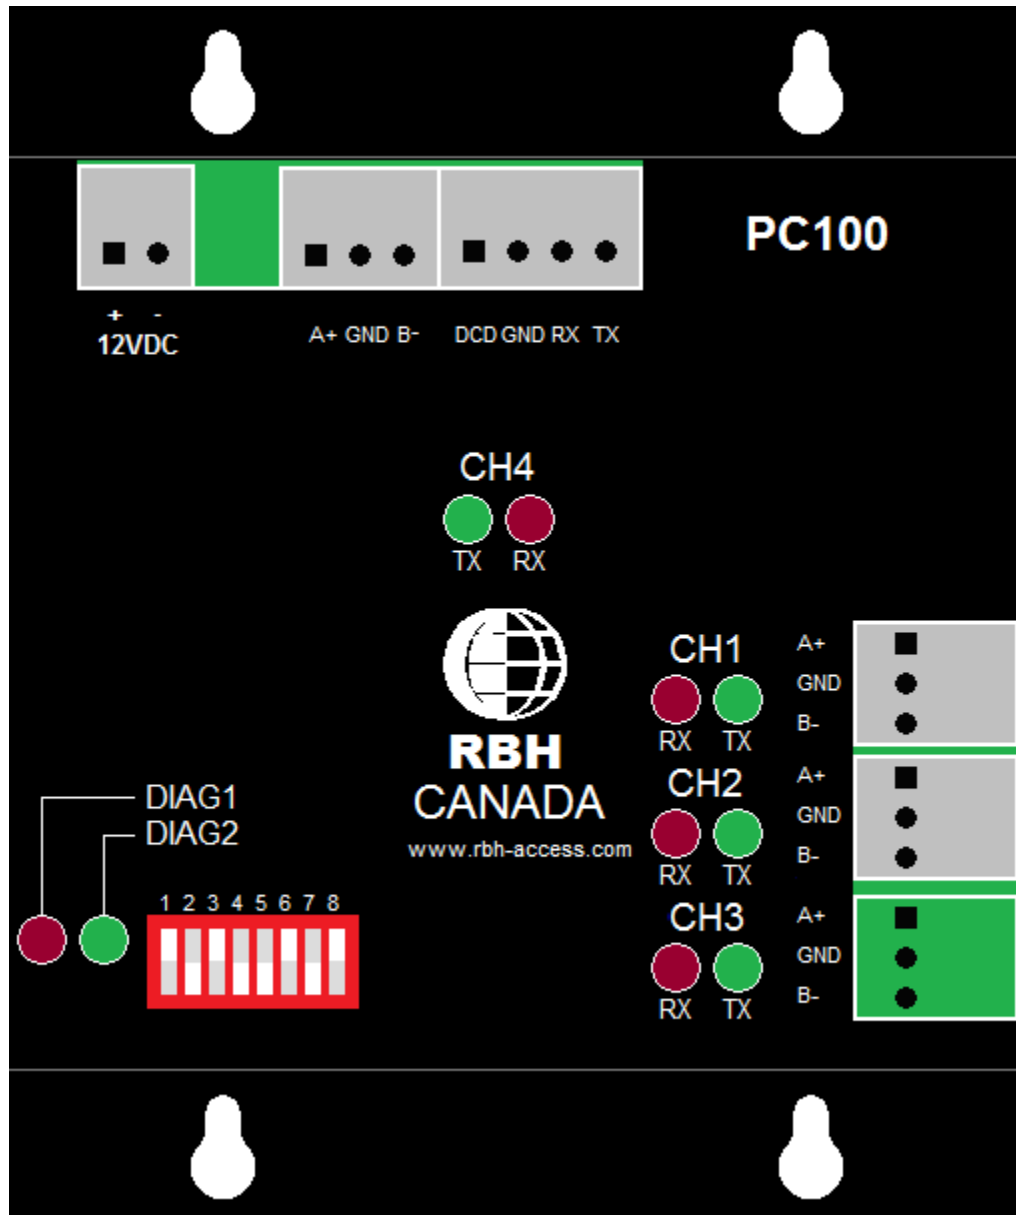 PC100
+ -
12VDC
A+ GND B-
DCD GND RX TX
CH4
TX RX
RBH
CANADA
www.rbh-access.com
CH1
RX TX
A+
GND
B-
CH2
RX TX
A+
GND
B-
CH3
RX TX
A+
GND
B-
DIAG1
DIAG2
1 2 3 4 5 6 7 8